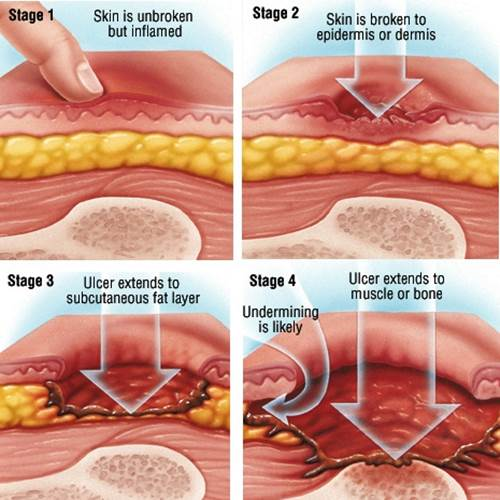 Stage 1
Skin is unbroken
but inflamed
Stage 2
Skin is broken to
epidermis or dermis
Stage 3
Ulcer extends to
subcutaneous fat layer
Stage 4
Ulcer extends to
muscle or bone
Undermining
is likely